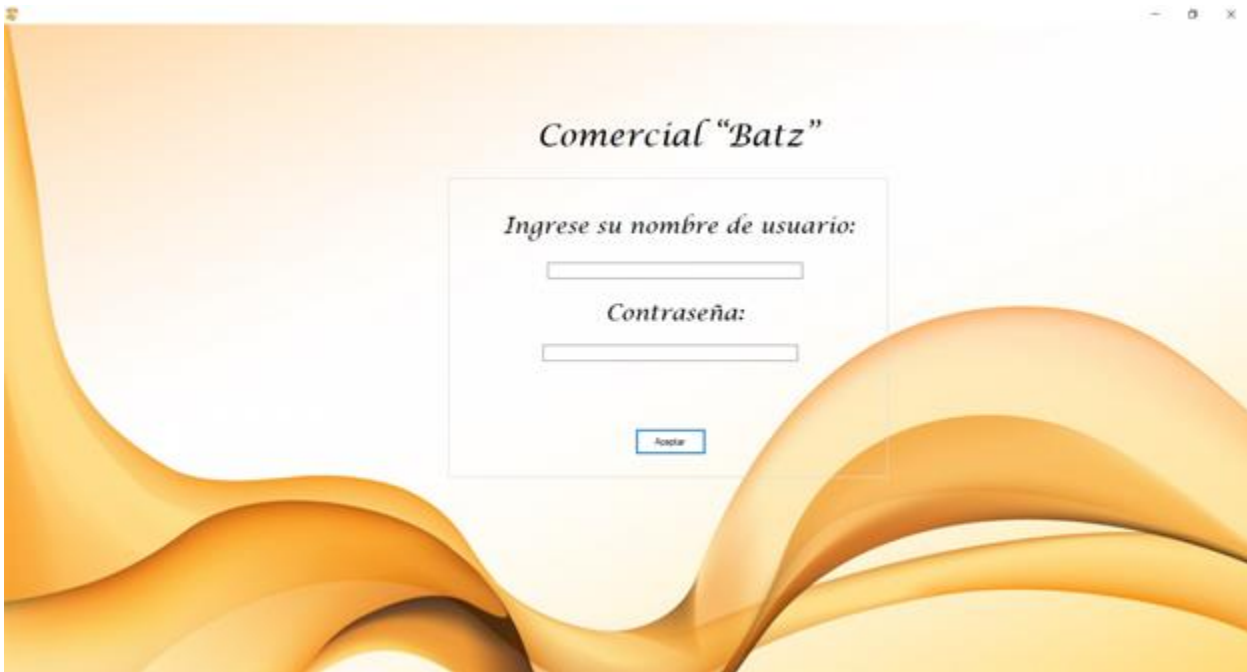 Comercial “Batz”
Ingrese su nombre de usuario:
Contraseña:
Aceptar